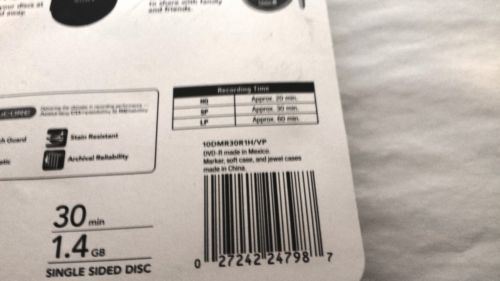 your discs at
to share with family
and friends.
Recording Time
HQ Approx. 20 min.
SP Approx. 30 min.
LP Approx. 60 min.
Stain Resistant
Archival Reliability
10DMR30R1H/VP
DVD-R made in Mexico.
Marker, soft case, and jewel cases
made in China.
30 min
1.4 GB
SINGLE SIDED DISC
0 27242 24798 7